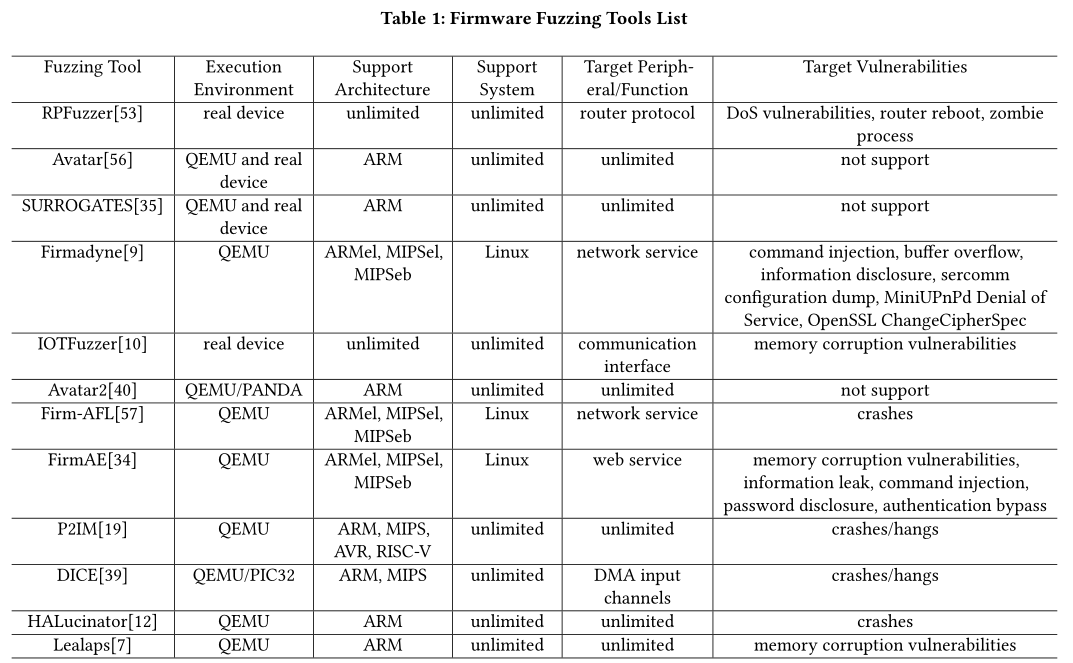 Table 1: Firmware Fuzzing Tools List
Fuzzing Tool Execution Environment Support Architecture Support System Target Periph-eral/Function Target Vulnerabilities
RPFuzzer[53] real device unlimited unlimited router protocol DoS vulnerabilities, router reboot, zombie process
Avatar[56] QEMU and real device ARM unlimited unlimited not support
SURROGATES[35] QEMU and real device ARM unlimited unlimited not support
Firmadyne[9] QEMU ARMel, MIPSel, MIPSeb Linux network service command injection, buffer overflow, information disclosure, sercomm configuration dump, MiniUPnPd Denial of Service, OpenSSL ChangeCipherSpec
IOTFuzzer[10] real device unlimited unlimited communication interface memory corruption vulnerabilities
Avatar2[40] QEMU/PANDA ARM unlimited unlimited not support
Firm-AFL[57] QEMU ARMel, MIPSel, MIPSeb Linux network service crashes
FirmAE[34] QEMU ARMel, MIPSel, MIPSeb Linux web service memory corruption vulnerabilities, information leak, command injection, password disclosure, authentication bypass
P2IM[19] QEMU ARM, MIPS, AVR, RISC-V unlimited unlimited crashes/hangs
DICE[39] QEMU/PIC32 ARM, MIPS unlimited DMA input channels crashes/hangs
HALucinator[12] QEMU ARM unlimited unlimited crashes
Lealaps[7] QEMU ARM unlimited unlimited memory corruption vulnerabilities